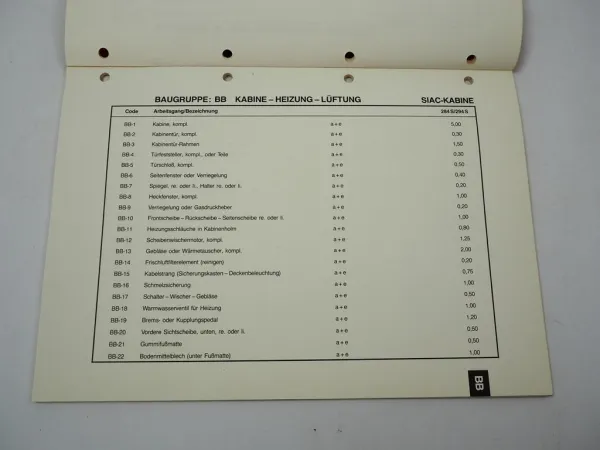 BAUGRUPPE: BB KABINE – HEIZUNG – LÜFTUNG SIAC-KABINE
Code Arbeitsgang/Bezeichnung 284 S/294 S
BB-1 Kabine, kompl. a+e 5,00
BB-2 Kabinentür, kompl. a+e 0,30
BB-3 Kabinentür-Rahmen a+e 1,50
BB-4 Türfeststeller, kompl., oder Teile a+e 0,30
BB-5 Türschloß, kompl. a+e 0,50
BB-6 Seitenfenster oder Verriegelung a+e 0,40
BB-7 Spiegel, re. oder li., Halter re. oder li. a+e 0,20
BB-8 Heckfenster, kompl. a+e 1,00
BB-9 Verriegelung oder Gasdruckheber a+e 0,20
BB-10 Frontscheibe – Rückscheibe – Seitenscheibe re. oder li. a+e 1,00
BB-11 Heizungsschläuche in Kabinenholm a+e 0,80
BB-12 Scheibenwischermotor, kompl. a+e 1,25
BB-13 Gebläse oder Wärmetauscher, kompl. a+e 2,00
BB-14 Frischluftfilterelement (reinigen) a+e 0,20
BB-15 Kabelstrang (Sicherungskasten – Deckenbeleuchtung) a+e 0,75
BB-16 Schmelzsicherung a+e 1,00
BB-17 Schalter – Wischer – Gebläse a+e 0,50
BB-18 Warmwasserventil für Heizung a+e 1,00
BB-19 Brems- oder Kupplungspedal a+e 1,20
BB-20 Vordere Sichtscheibe, unten, re. oder li. a+e 0,50
BB-21 Gummifußmatte a+e 0,50
BB-22 Bodenmittelblech (unter Fußmatte) a+e 1,00
BB